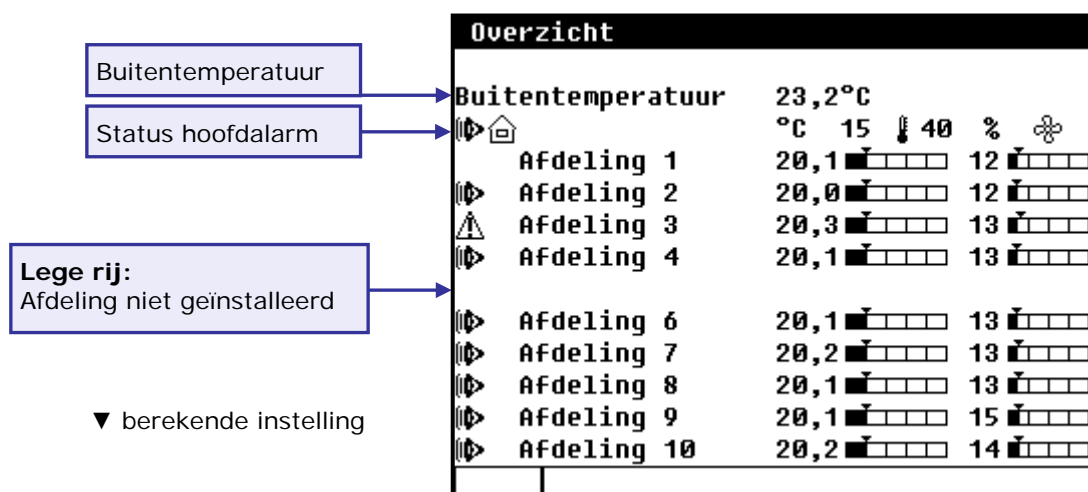 Overzicht
Buitentemperatuur
Buitentemperatuur 23,2°C
Status hoofdalarm
°C 15 40 %
Afdeling 1 20,1 12
Afdeling 2 20,0 12
Afdeling 3 20,3 13
Afdeling 4 20,1 13
Lege rij:
Afdeling niet geïnstalleerd
Afdeling 6 20,1 13
Afdeling 7 20,2 13
Afdeling 8 20,1 13
Afdeling 9 20,1 15
Afdeling 10 20,2 14
▼ berekende instelling